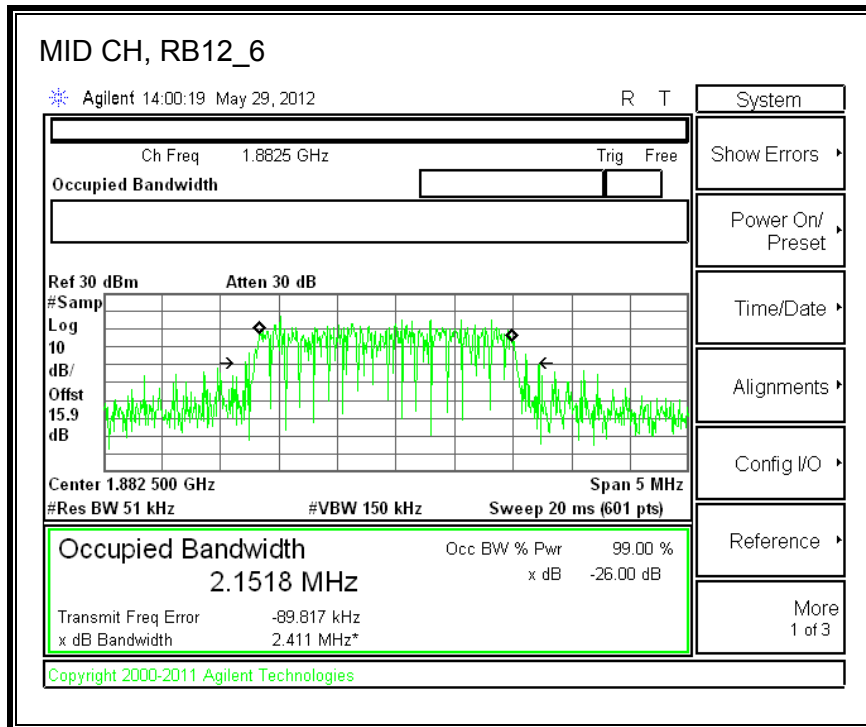 MID CH, RB12_6
Agilent 14:00:19 May 29, 2012 R T
System
Ch Freq 1.8825 GHz Trig Free
Occupied Bandwidth
Show Errors
Power On/
Preset
Time/Date
Alignments
Config I/O
Reference
More
1 of 3
Ref 30 dBm Atten 30 dB
#Samp
Log
10
dB/
Offst
15.9
dB
Center 1.882 500 GHz Span 5 MHz
#Res BW 51 kHz #VBW 150 kHz Sweep 20 ms (601 pts)
Occupied Bandwidth Occ BW % Pwr 99.00 %
2.1518 MHz x dB -26.00 dB
Transmit Freq Error -89.817 kHz
x dB Bandwidth 2.411 MHz*
Copyright 2000-2011 Agilent Technologies